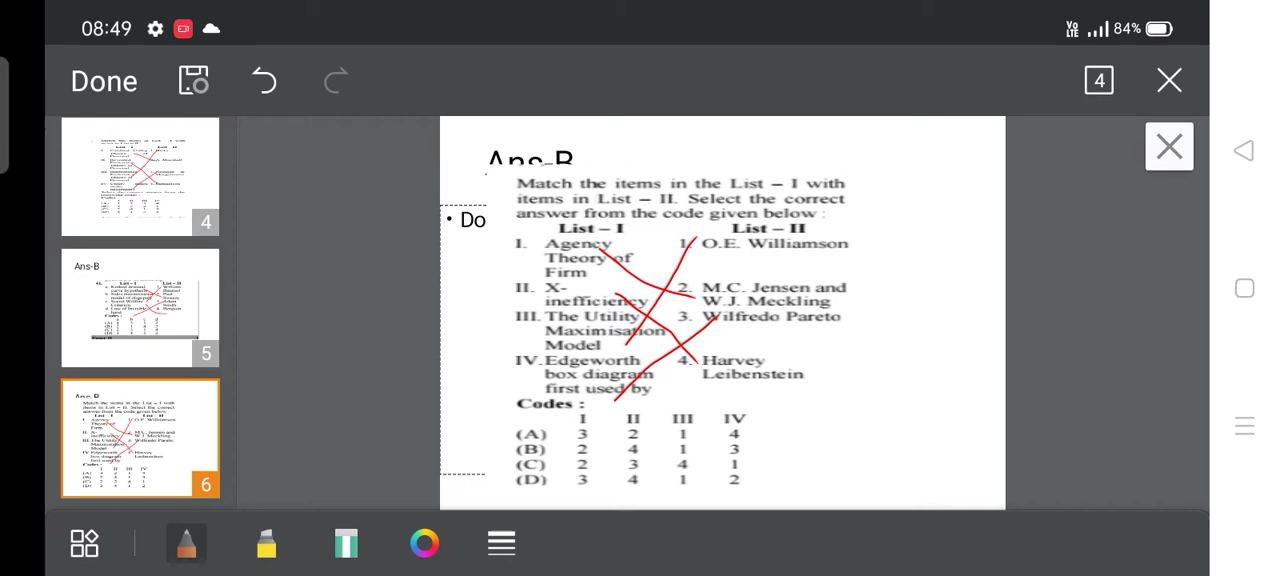 08:49
Vo LTE 84%
Done
4
4
Ans-B
5
6
Ans-B
• Do
Match the items in the List – I with
items in List – II. Select the correct
answer from the code given below :
List – I List – II
I. Agency 1. O.E. Williamson
Theory of
Firm
II. X- 2. M.C. Jensen and
inefficiency W.J. Meckling
III. The Utility 3. Wilfredo Pareto
Maximisation
Model
IV. Edgeworth 4. Harvey
box diagram Leibenstein
first used by
Codes :
I II III IV
(A) 3 2 1 4
(B) 2 4 1 3
(C) 2 3 4 1
(D) 3 4 1 2